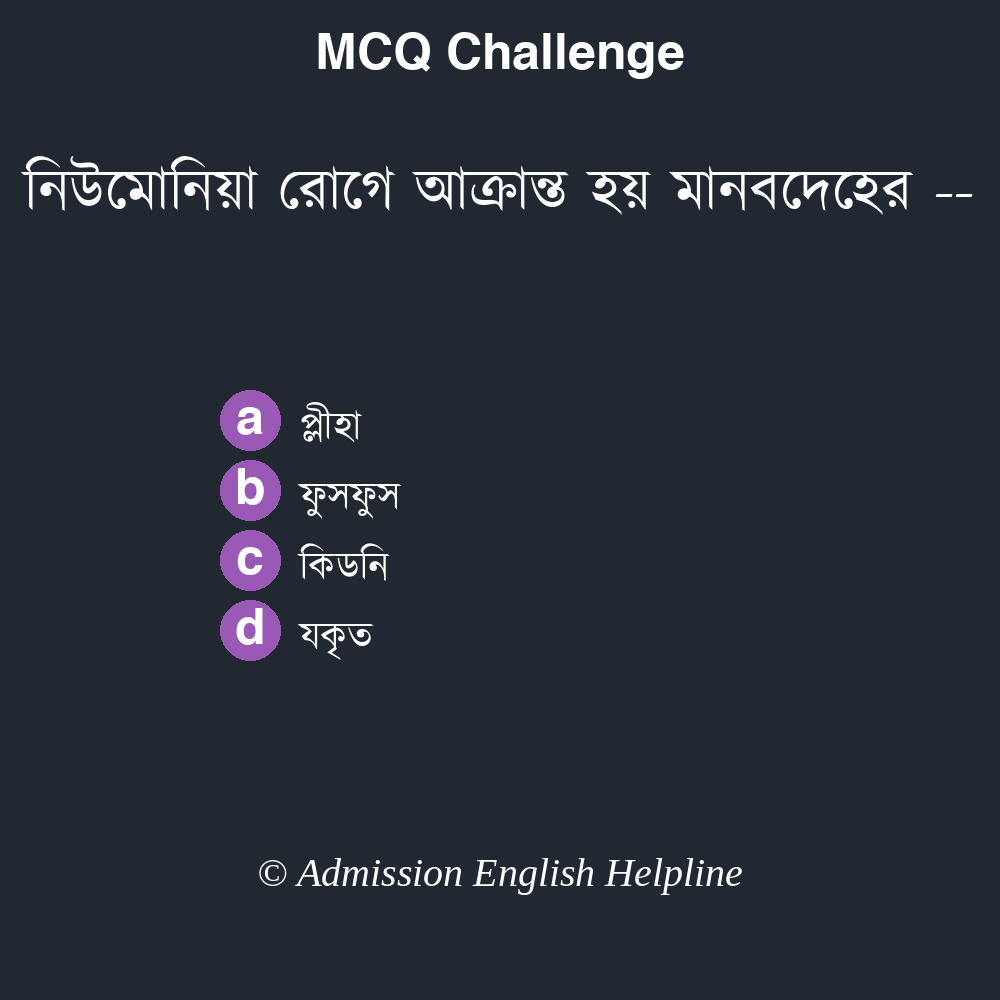 MCQ Challenge
নিউমোনিয়া রোগে আক্রান্ত হয় মানবদেহের --
a প্লীহা
b ফুসফুস
c কিডনি
d যকৃত
© Admission English Helpline